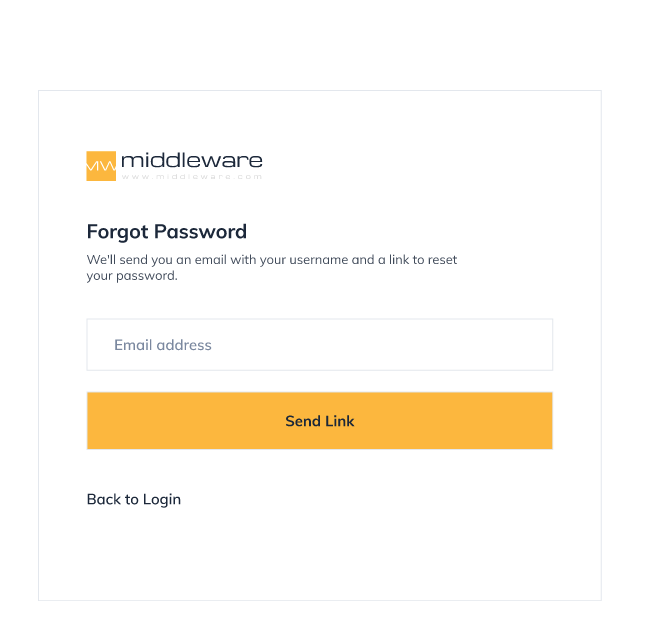 MW middleware
www.middleware.com
Forgot Password
We'll send you an email with your username and a link to reset
your password.
Email address
Send Link
Back to Login